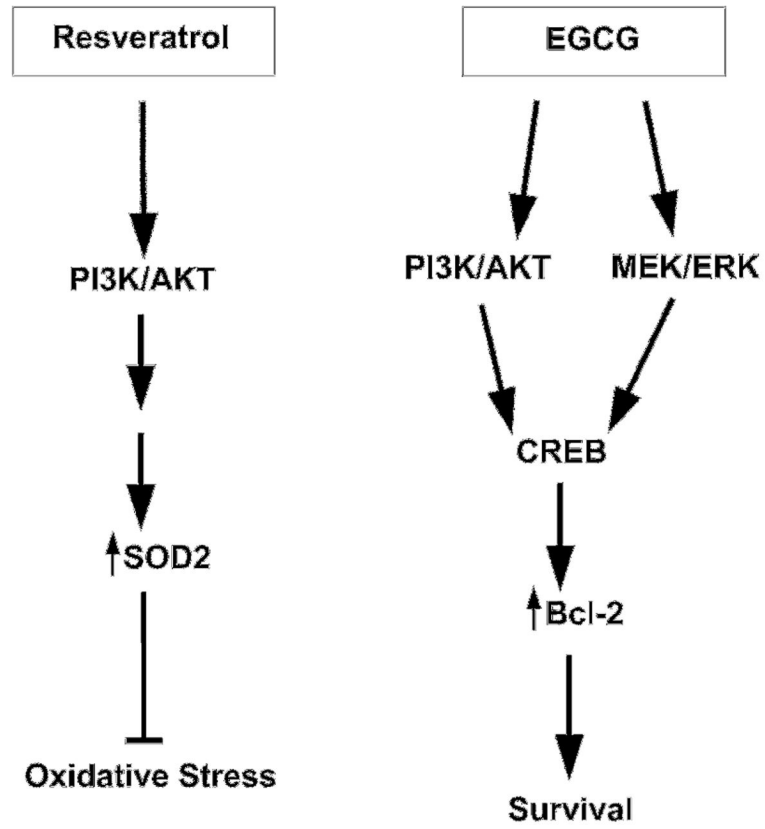 Resveratrol
PI3K/AKT
↑SOD2
Oxidative Stress
EGCG
PI3K/AKT MEK/ERK
CREB
↑Bcl-2
Survival